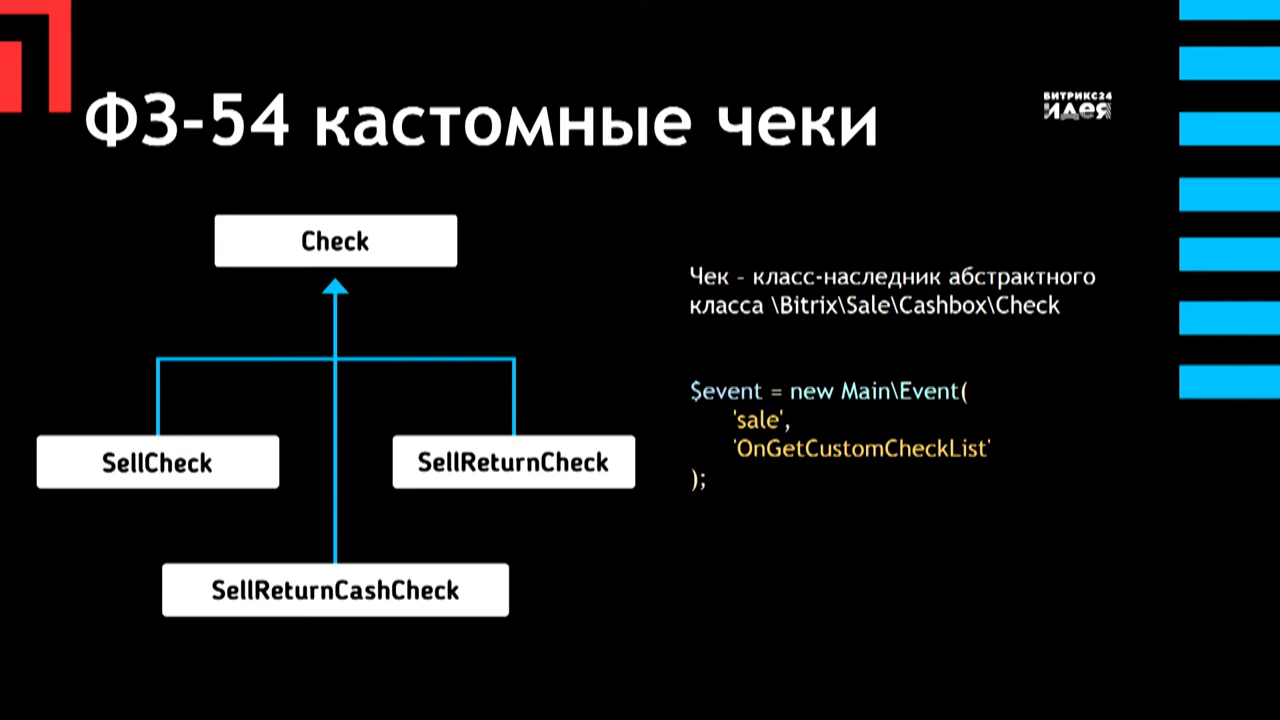 ФЗ-54 кастомные чеки
БИТРИКС24
идея
Check
SellCheck
SellReturnCheck
SellReturnCashCheck
Чек – класс-наследник абстрактного
класса \Bitrix\Sale\Cashbox\Check
$event = new Main\Event(
'sale',
'OnGetCustomCheckList'
);